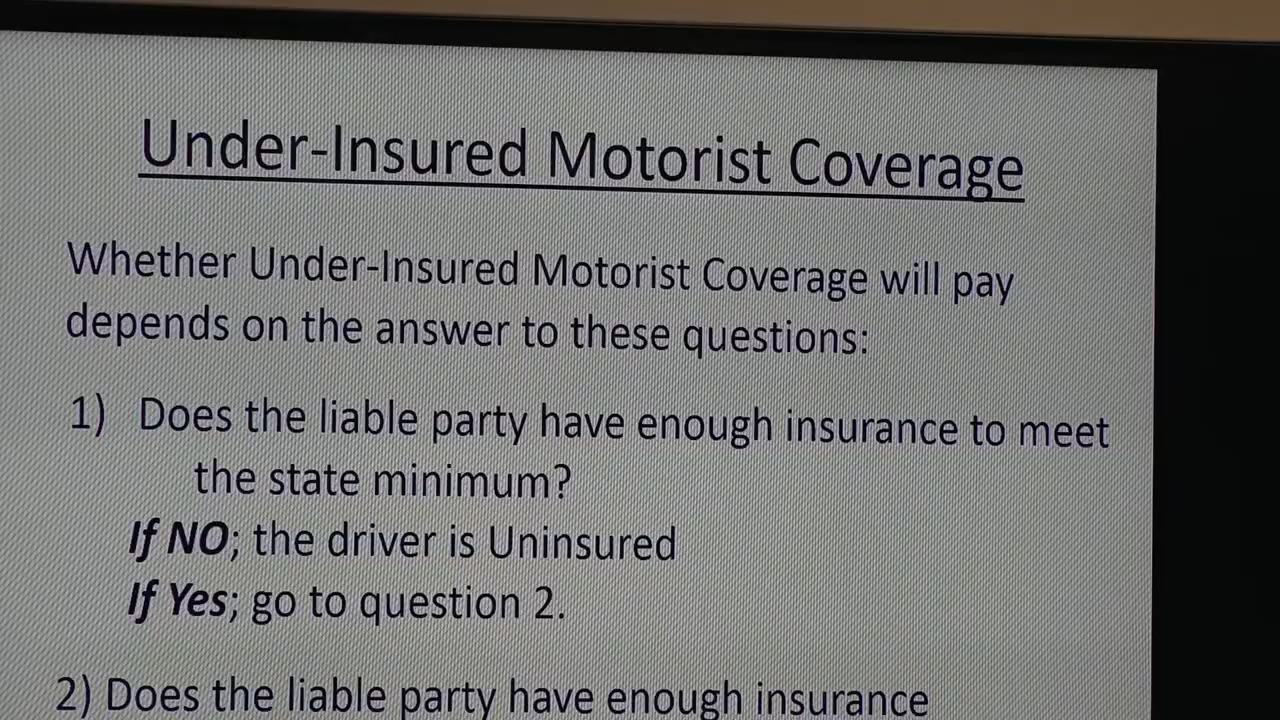 Under-Insured Motorist Coverage
Whether Under-Insured Motorist Coverage will pay
depends on the answer to these questions:
1) Does the liable party have enough insurance to meet
the state minimum?
If NO; the driver is Uninsured
If Yes; go to question 2.
2) Does the liable party have enough insurance